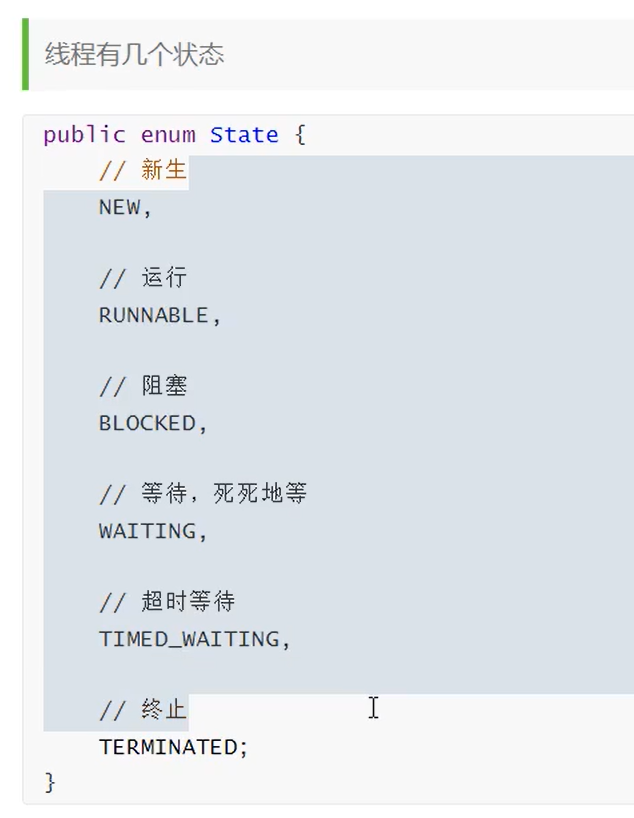 线程有几个状态
public enum State {
// 新生
NEW,
// 运行
RUNNABLE,
// 阻塞
BLOCKED,
// 等待，死死地等
WAITING,
// 超时等待
TIMED_WAITING,
// 终止
TERMINATED;
}